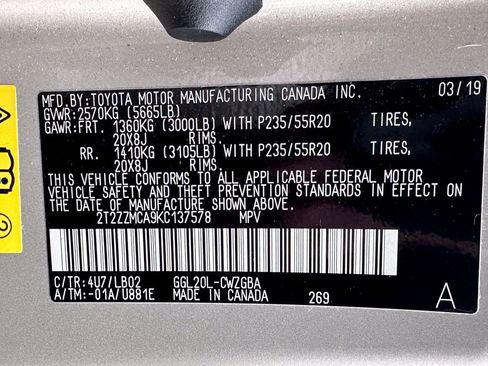 MFD.BY:TOYOTA MOTOR MANUFACTURING CANADA INC. 03/19
GVWR:2570KG (5665LB)
GAWR:FRT. 1360KG (3000LB) WITH P235/55R20 TIRES,
20X8J RIMS.
RR. 1410KG (3105LB) WITH P235/55R20 TIRES,
20X8J RIMS.
THIS VEHICLE CONFORMS TO ALL APPLICABLE FEDERAL MOTOR
VEHICLE SAFETY AND THEFT PREVENTION STANDARDS IN EFFECT
ON THE DATE OF MANUFACTURE SHOWN ABOVE.
2T2ZZMCA9KC137578 MPV
C/TR:4U7/LB02 GGL20L-CWZGBA
A/TM:-01A/U881E MADE IN CANADA 269 A
2